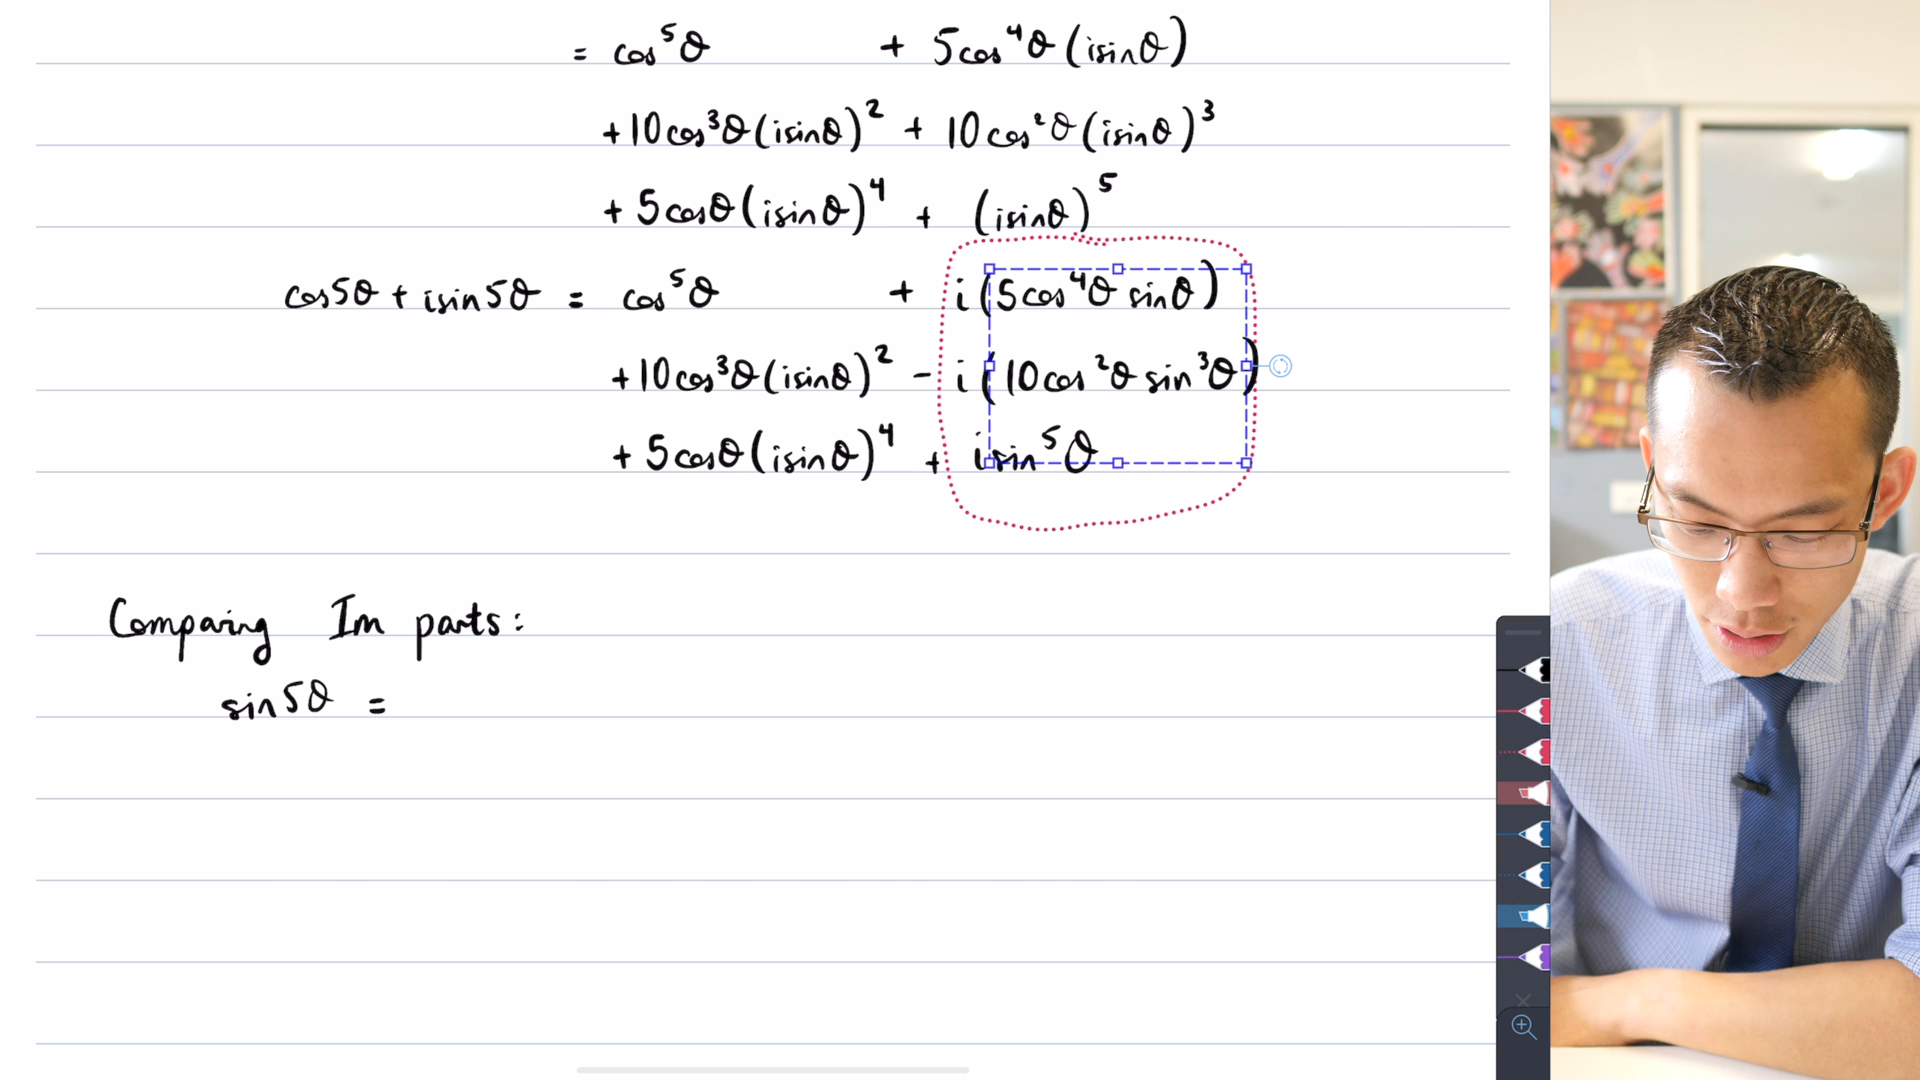 = cos⁵θ + 5cos⁴θ (isinθ)
+10cos³θ (isinθ)² + 10cos²θ (isinθ)³
+ 5cosθ (isinθ)⁴ + (isinθ)⁵
cos5θ + isin5θ = cos⁵θ + i(5cos⁴θ sinθ)
+10cos³θ (isinθ)² - i(10cos²θ sin³θ)
+ 5cosθ (isinθ)⁴ + isin⁵θ
Comparing Im parts:
sin5θ =